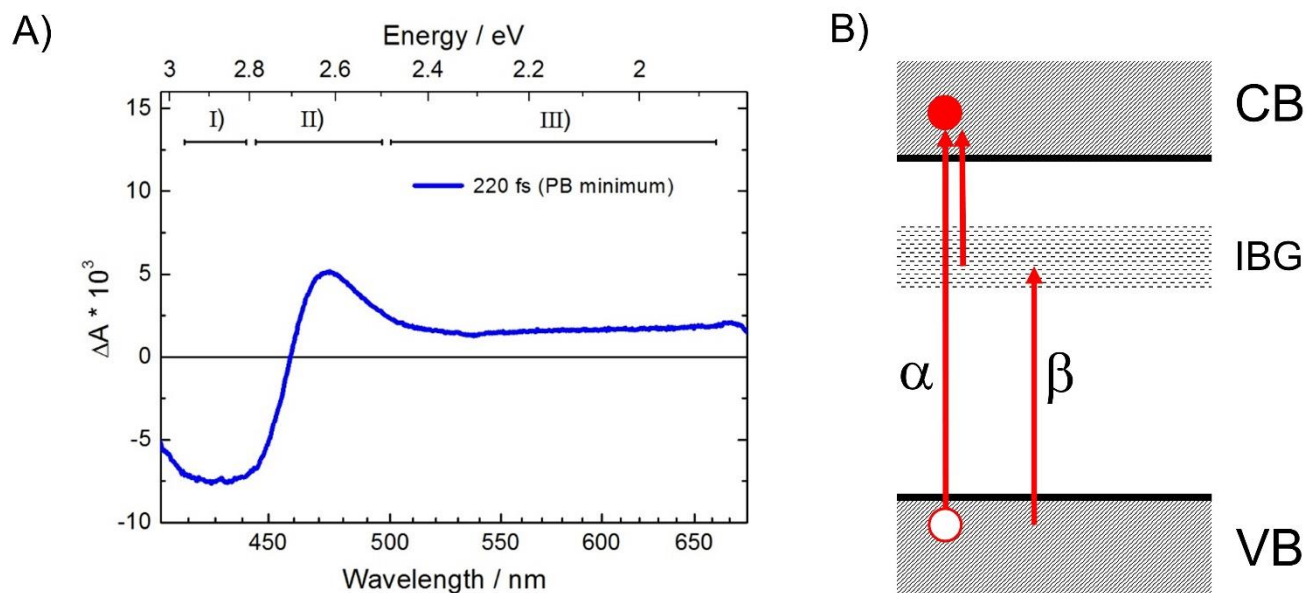 A)
Energy / eV
3 2.8 2.6 2.4 2.2 2
I) II) III)
220 fs (PB minimum)
15
10
5
0
-5
-10
ΔA * 10³
450 500 550 600 650
Wavelength / nm
B)
CB
IBG
α
β
VB